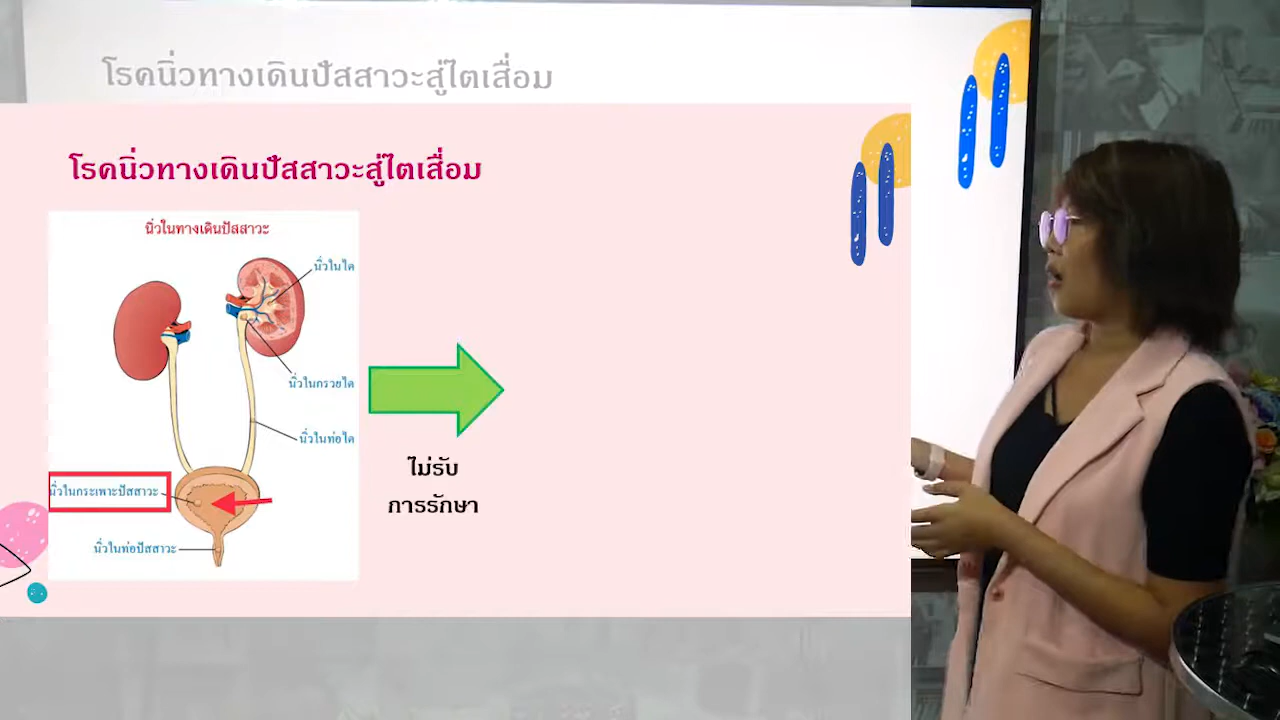 โรคนิ่วทางเดินปัสสาวะสู่ไตเสื่อม
โรคนิ่วทางเดินปัสสาวะสู่ไตเสื่อม
นิ่วในทางเดินปัสสาวะ
นิ่วในไต
นิ่วในกรวยไต
นิ่วในท่อไต
นิ่วในกระเพาะปัสสาวะ
นิ่วในท่อปัสสาวะ
ไม่รับ
การรักษา